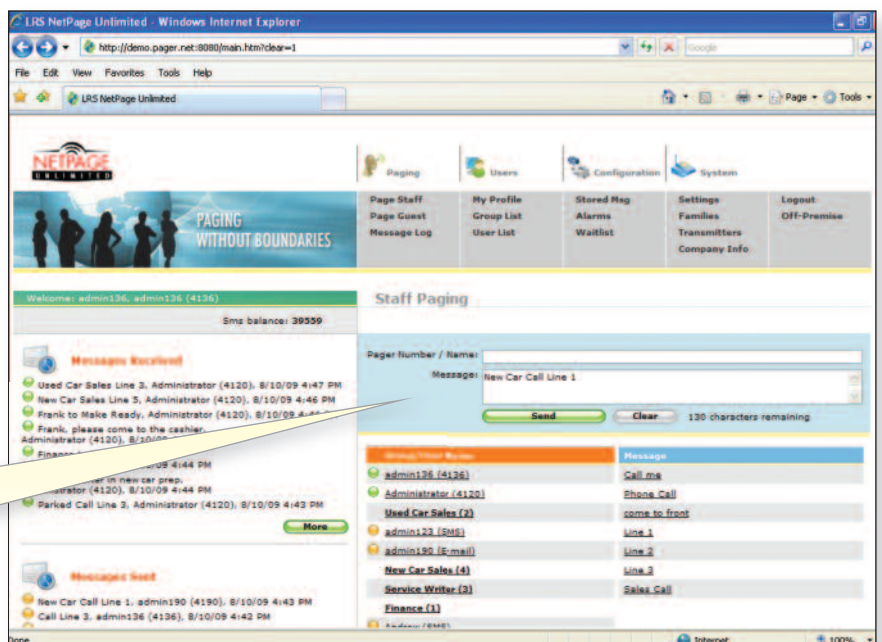 LRS NetPage Unlimited - Windows Internet Explorer
http://demo.pager.net:8080/main.htm?clear=1
Google
File Edit View Favorites Tools Help
LRS NetPage Unlimited
Page Tools
NETPAGE
UNLIMITED
Paging Users Configuration System
Page Staff My Profile Stored Msg Settings Logout
Page Guest Group List Alarms Families Off-Premise
Message Log User List Waitlist Transmitters
Company Info
PAGING
WITHOUT BOUNDARIES
Welcome: admin136, admin136 (4136)
Sms balance: 39559
Messages Received
Used Car Sales Line 3, Administrator (4120), 8/10/09 4:47 PM
New Car Sales Line 5, Administrator (4120), 8/10/09 4:46 PM
Frank to Make Ready, Administrator (4120), 8/10/09
Frank, please come to the cashier,
Administrator (4120),
/09 4:44 PM
in new car prep,
(4120), 8/10/09 4:44 PM
Parked Call Line 3, Administrator (4120), 8/10/09 4:43 PM
More
Messages Sent
New Car Call Line 1, admin190 (4190), 8/10/09 4:43 PM
Call Line 3, admin136 (4136), 8/10/09 4:42 PM
Staff Paging
Pager Number / Name:
Message: New Car Call Line 1
Send Clear 130 characters remaining
Message
admin136 (4136) Call me
Administrator (4120) Phone Call
Used Car Sales (2) come to front
admin123 (SMS) Line 1
admin190 (E-mail) Line 2
New Car Sales (4) Line 3
Service Writer (3) Sales Call
Finance (1)
Done Internet 100%